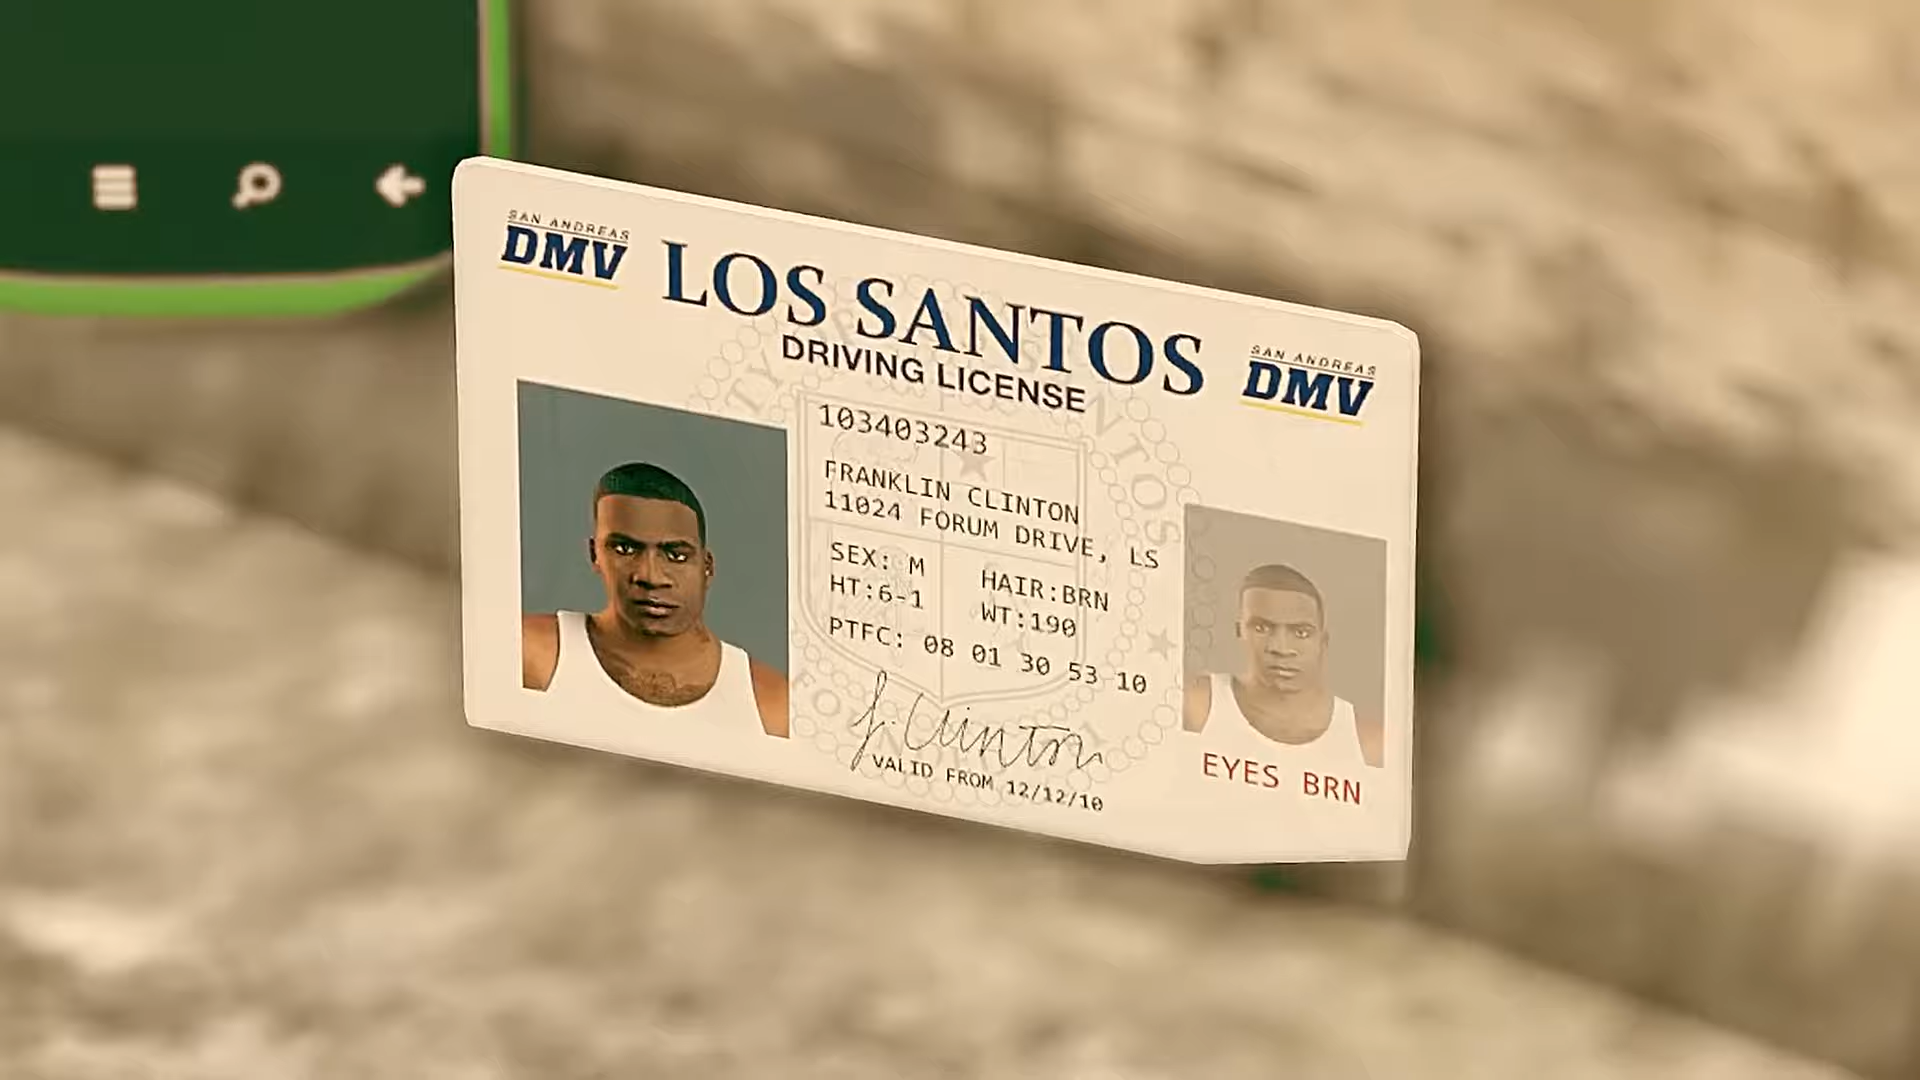 SAN ANDREAS
DMV
LOS SANTOS
DRIVING LICENSE
SAN ANDREAS
DMV
103403243
FRANKLIN CLINTON
11024 FORUM DRIVE, LS
SEX: M HAIR:BRN
HT:6-1 WT:190
PTFC: 08 01 30 53 10
F. Clinton
VALID FROM 12/12/10
EYES BRN